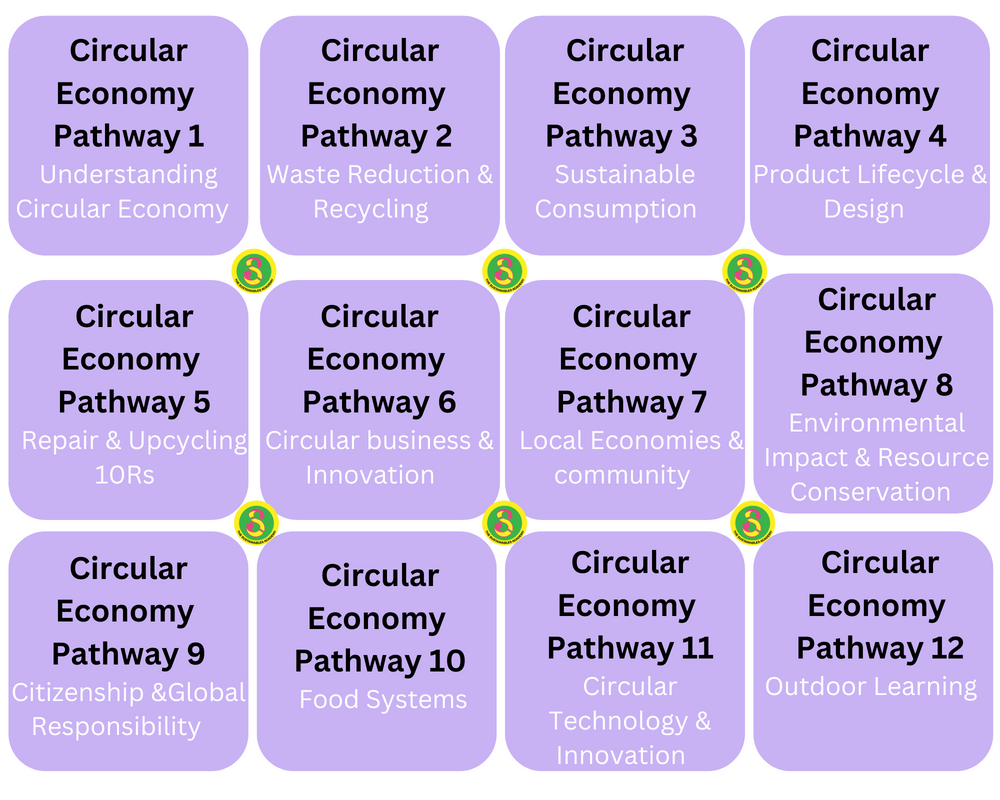 Circular
Economy
Pathway 1
Understanding
Circular Economy
Circular
Economy
Pathway 2
Waste Reduction &
Recycling
Circular
Economy
Pathway 3
Sustainable
Consumption
Circular
Economy
Pathway 4
Product Lifecycle &
Design
Circular
Economy
Pathway 5
Repair & Upcycling
10Rs
Circular
Economy
Pathway 6
Circular business &
Innovation
Circular
Economy
Pathway 7
Local Economies &
community
Circular
Economy
Pathway 8
Environmental
Impact & Resource
Conservation
Circular
Economy
Pathway 9
Citizenship &Global
Responsibility
Circular
Economy
Pathway 10
Food Systems
Circular
Economy
Pathway 11
Circular
Technology &
Innovation
Circular
Economy
Pathway 12
Outdoor Learning